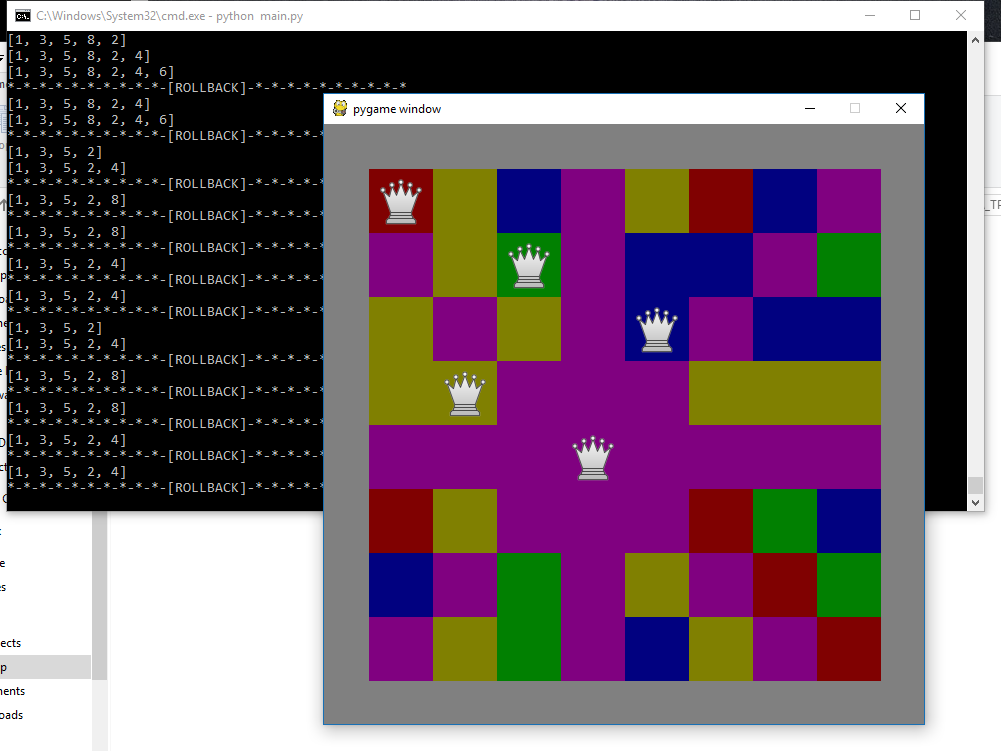 C:\Windows\System32\cmd.exe - python  main.py
[1, 3, 5, 8, 2]
[1, 3, 5, 8, 2, 4]
[1, 3, 5, 8, 2, 4, 6]
*-*-*-*-*-*-*-*-*-*-[ROLLBACK]-*-*-*-*-*-*-*-*-*-*
[1, 3, 5, 8, 2, 4]
[1, 3, 5, 8, 2, 4, 6]
*-*-*-*-*-*-*-*-*-*-[ROLLBACK]-*-*-*-*-*
[1, 3, 5, 2]
[1, 3, 5, 2, 4]
*-*-*-*-*-*-*-*-*-*-[ROLLBACK]-*-*-*-*-*
[1, 3, 5, 2, 8]
*-*-*-*-*-*-*-*-*-*-[ROLLBACK]-*-*-*-*-*
[1, 3, 5, 2, 8]
*-*-*-*-*-*-*-*-*-*-[ROLLBACK]-*-*-*-*-*
[1, 3, 5, 2, 4]
*-*-*-*-*-*-*-*-*-*-[ROLLBACK]-*-*-*-*-*
[1, 3, 5, 2, 4]
*-*-*-*-*-*-*-*-*-*-[ROLLBACK]-*-*-*-*-*
[1, 3, 5, 2]
[1, 3, 5, 2, 4]
*-*-*-*-*-*-*-*-*-*-[ROLLBACK]-*-*-*-*-*
[1, 3, 5, 2, 8]
*-*-*-*-*-*-*-*-*-*-[ROLLBACK]-*-*-*-*-*
[1, 3, 5, 2, 8]
*-*-*-*-*-*-*-*-*-*-[ROLLBACK]-*-*-*-*-*
[1, 3, 5, 2, 4]
*-*-*-*-*-*-*-*-*-*-[ROLLBACK]-*-*-*-*-*
[1, 3, 5, 2, 4]
*-*-*-*-*-*-*-*-*-*-[ROLLBACK]-*-*-*-*-*
pygame window
_TP
ects
p
nents
oads